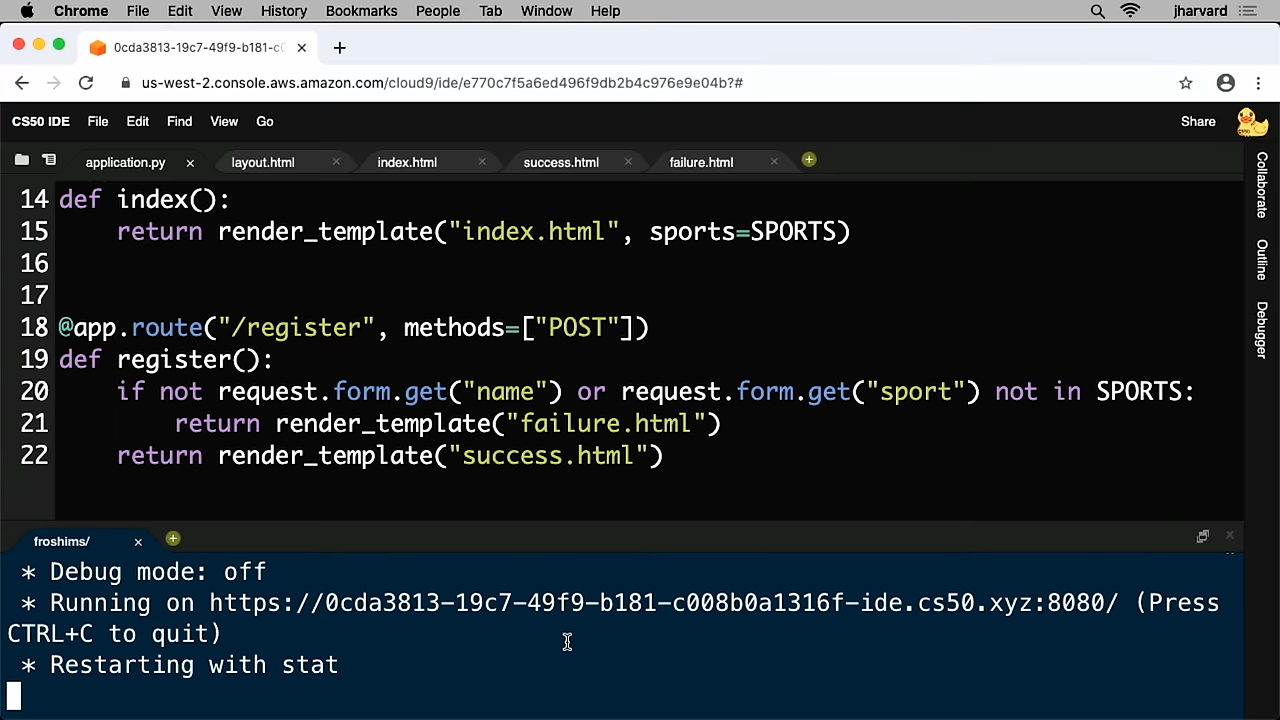 Chrome File Edit View History Bookmarks People Tab Window Help jharvard
0cda3813-19c7-49f9-b181-c0
us-west-2.console.aws.amazon.com/cloud9/ide/e770c7f5a6ed496f9db2b4c976e9e04b?#
CS50 IDE File Edit Find View Go Share
application.py layout.html index.html success.html failure.html
14 def index():
15 return render_template("index.html", sports=SPORTS)
16
17
18 @app.route("/register", methods=["POST"])
19 def register():
20 if not request.form.get("name") or request.form.get("sport") not in SPORTS:
21 return render_template("failure.html")
22 return render_template("success.html")
Collaborate
Outline
Debugger
froshims/
* Debug mode: off
* Running on https://0cda3813-19c7-49f9-b181-c008b0a1316f-ide.cs50.xyz:8080/ (Press
CTRL+C to quit)
* Restarting with stat